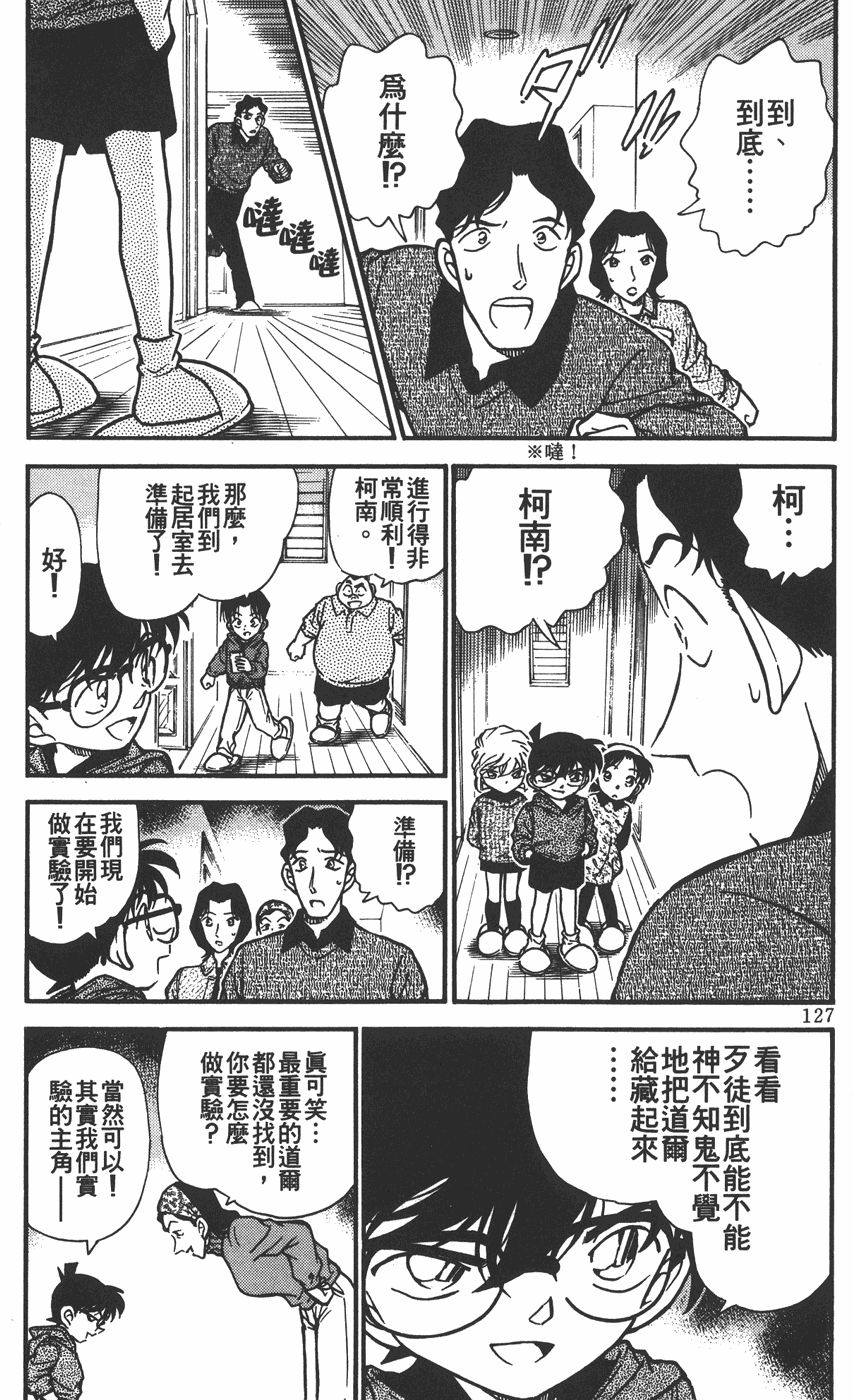 到、
到底……
爲什麼!?
ダダッ
噠噠噠
※噠！
柯…
柯南!?
進行得非
常順利！
柯南。
那麼，
我們到
起居室去
準備了！
好！
準備!?
我們現
在要開始
做實驗了！
127
看看
歹徒到底能不能
神不知鬼不覺
地把道爾
給藏起來
……
眞可笑…
最重要的道爾
都還沒找到，
你要怎麼
做實驗？
當然可以！
其實我們實
驗的主角——